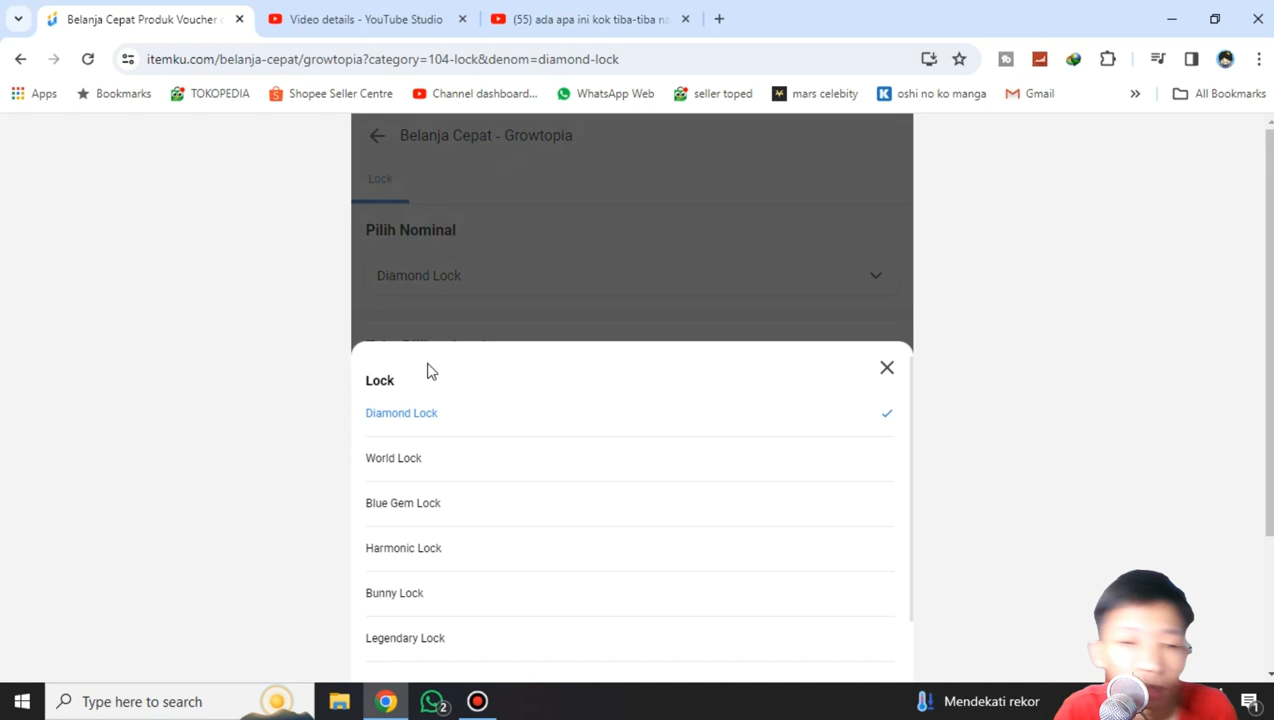 Belanja Cepat Produk Voucher
Video details - YouTube Studio
(55) ada apa ini kok tiba-tiba na
itemku.com/belanja-cepat/growtopia?category=104-lock&denom=diamond-lock
Apps
Bookmarks
TOKOPEDIA
Shopee Seller Centre
Channel dashboard...
WhatsApp Web
seller toped
mars celebity
oshi no ko manga
Gmail
All Bookmarks
Belanja Cepat - Growtopia
Lock
Pilih Nominal
Diamond Lock
Lock
Diamond Lock
World Lock
Blue Gem Lock
Harmonic Lock
Bunny Lock
Legendary Lock
Type here to search
2
Mendekati rekor
1